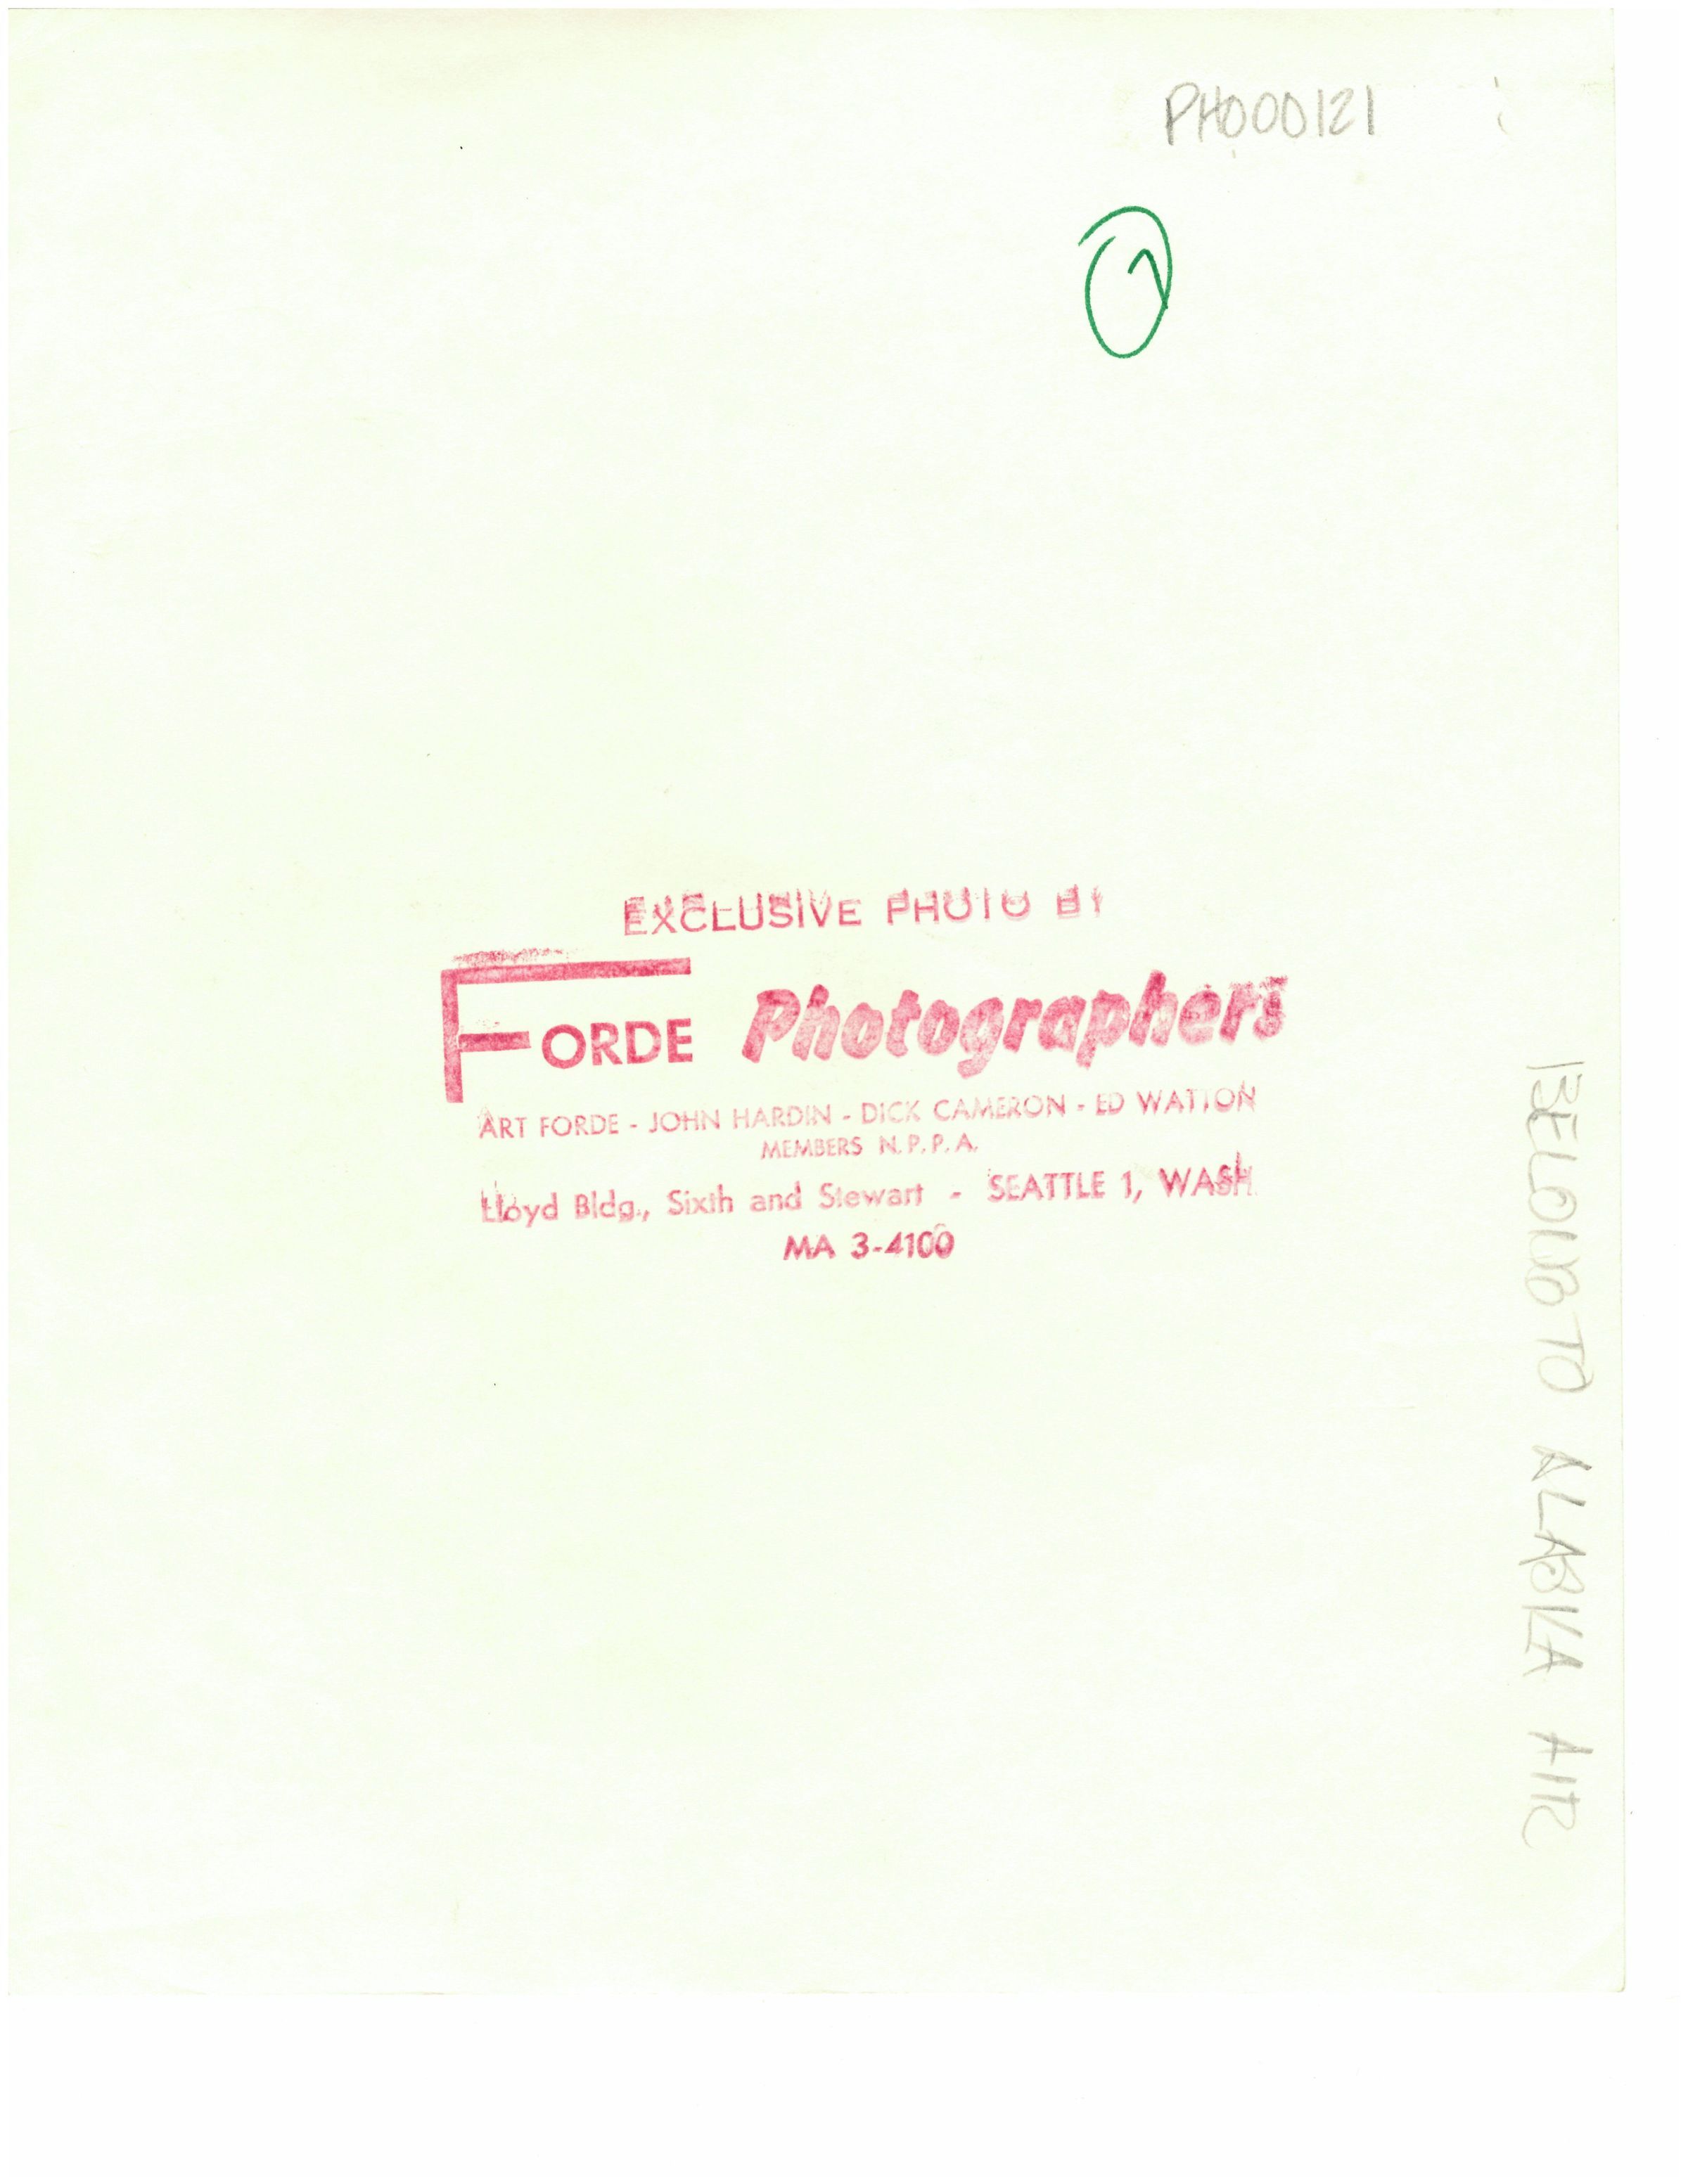 PH000121
EXCLUSIVE PHOTO BY
FORDE Photographers
ART FORDE - JOHN HARDIN - DICK CAMERON - ED WATTON
MEMBERS N.P.P.A.
Lloyd Bldg., Sixth and Stewart - SEATTLE 1, WASH.
MA 3-4100
BELONG TO ALASKA AIR